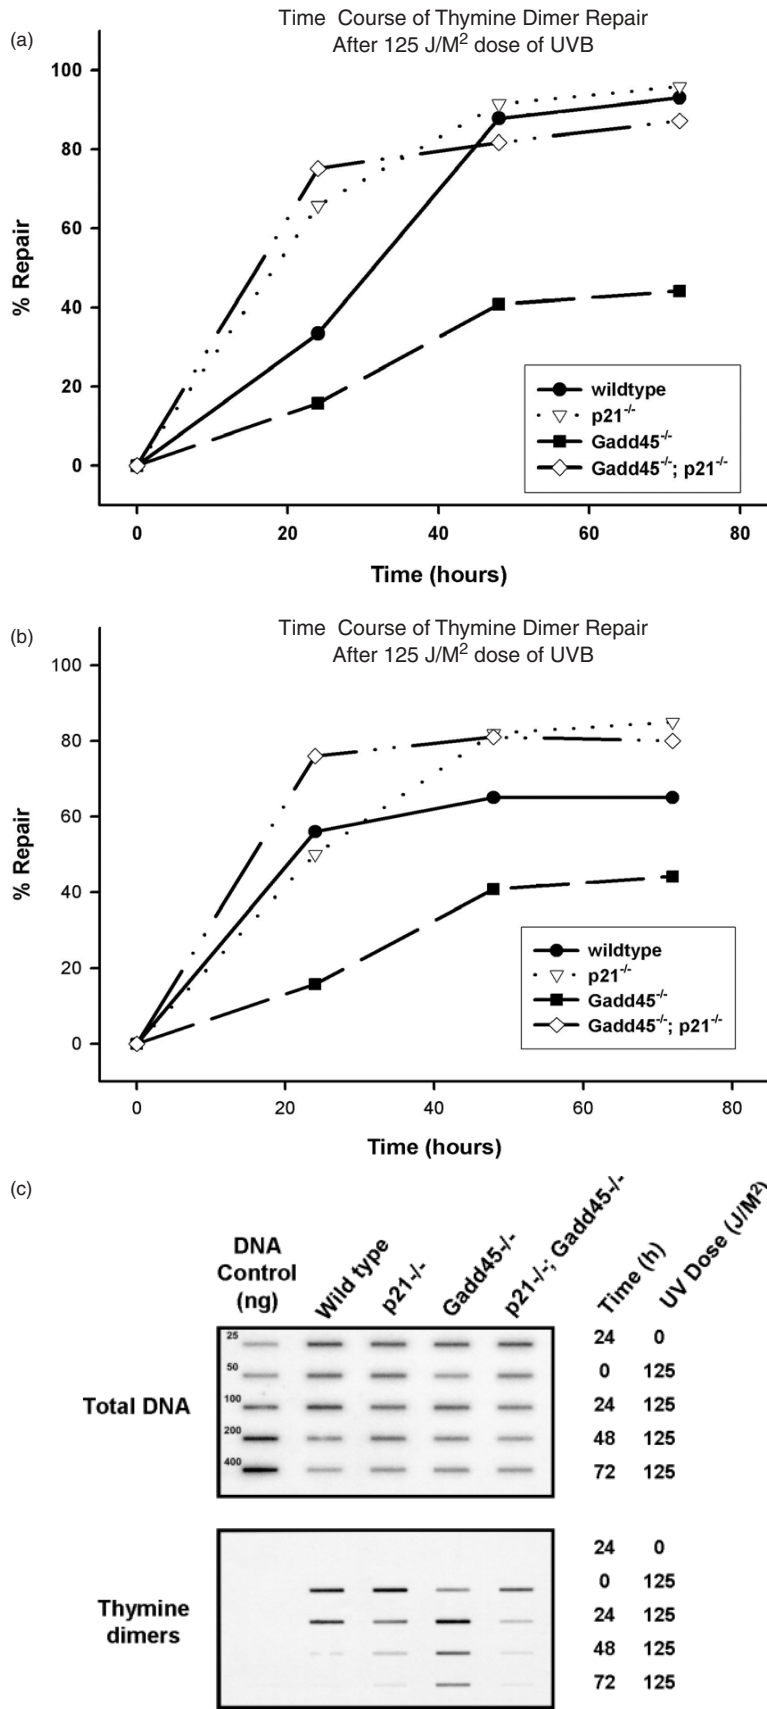 (a)
Time Course of Thymine Dimer Repair
After 125 J/M² dose of UVB
100
80
60
40
20
0
% Repair
wildtype
p21⁻/⁻
Gadd45⁻/⁻
Gadd45⁻/⁻; p21⁻/⁻
0 20 40 60 80
Time (hours)
(b)
Time Course of Thymine Dimer Repair
After 125 J/M² dose of UVB
100
80
60
40
20
0
% Repair
wildtype
p21⁻/⁻
Gadd45⁻/⁻
Gadd45⁻/⁻; p21⁻/⁻
0 20 40 60 80
Time (hours)
(c)
DNA
Control
(ng)
Wild type
p21-/-
Gadd45-/-
p21-/-; Gadd45-/-
Time (h)
UV Dose (J/M²)
Total DNA
25
50
100
200
400
24 0
0 125
24 125
48 125
72 125
Thymine
dimers
24 0
0 125
24 125
48 125
72 125